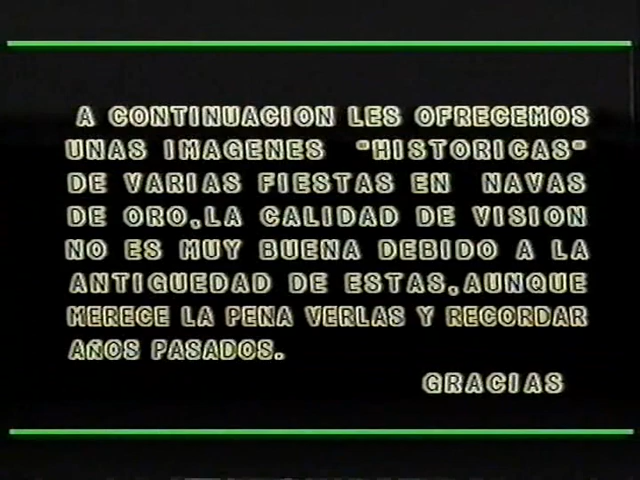 A CONTINUACION LES OFRECEMOS
UNAS IMAGENES "HISTORICAS"
DE VARIAS FIESTAS EN NAVAS
DE ORO,LA CALIDAD DE VISION
NO ES MUY BUENA DEBIDO A LA
ANTIGUEDAD DE ESTAS,AUNQUE
MERECE LA PENA VERLAS Y RECORDAR
AÑOS PASADOS.
GRACIAS